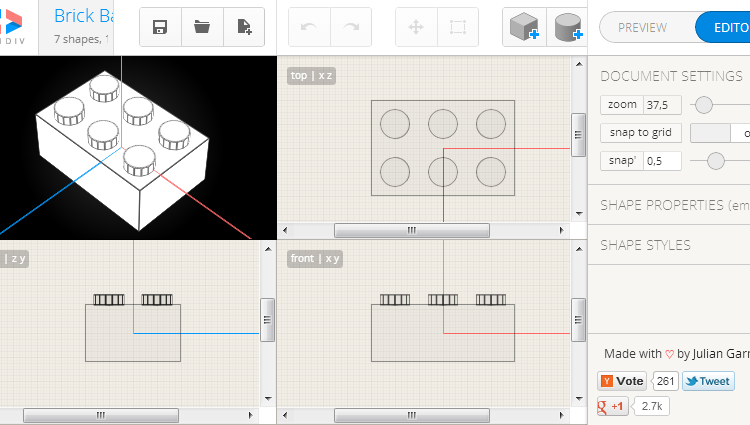 Brick Ba
7 shapes, 1
NDIV
PREVIEW
EDITO
top | x z
DOCUMENT SETTINGS
zoom 37,5
snap to grid o
snap' 0,5
SHAPE PROPERTIES (em
| z y
front | x y
SHAPE STYLES
Made with ♡ by Julian Garn
Y Vote 261 Tweet
g +1 2.7k